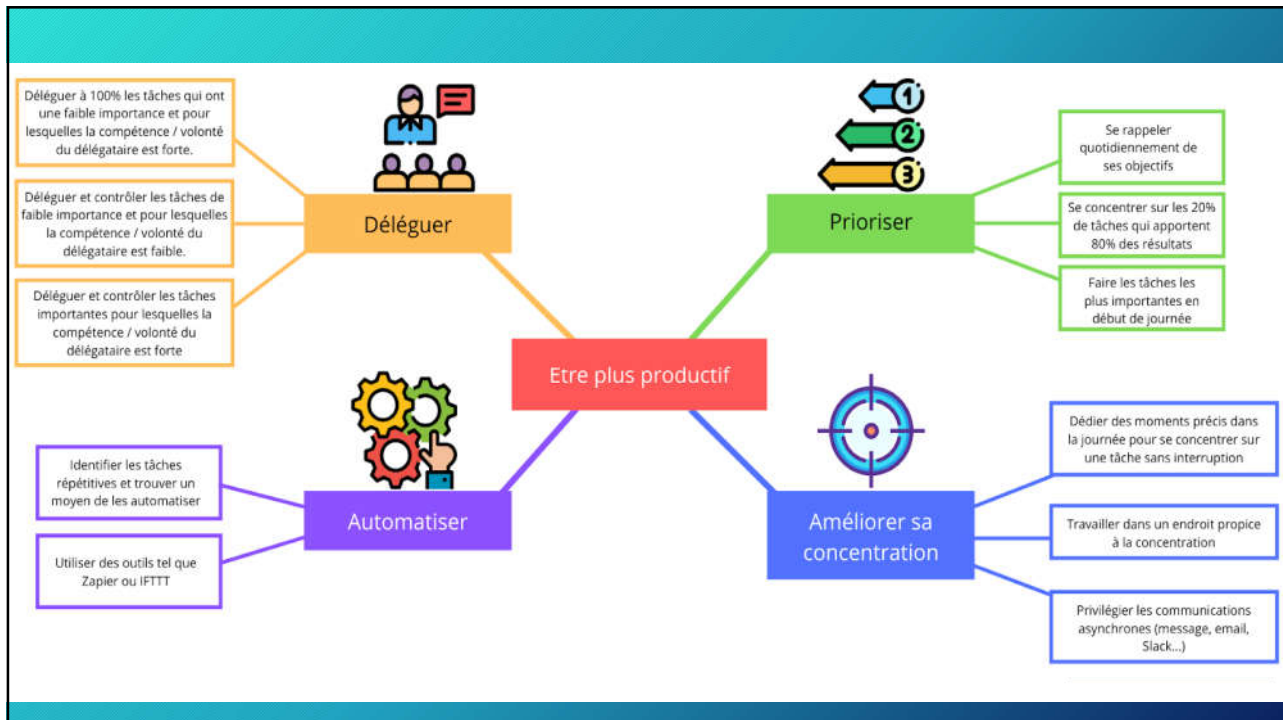 Déléguer à 100% les tâches qui ont
une faible importance et pour
lesquelles la compétence / volonté
du délégataire est forte.
Déléguer et contrôler les tâches de
faible importance et pour lesquelles
la compétence / volonté du
délégataire est faible.
Déléguer et contrôler les tâches
importantes pour lesquelles la
compétence / volonté du
délégataire est forte
Déléguer
1
2
3
Prioriser
Se rappeler
quotidiennement de
ses objectifs
Se concentrer sur les 20%
de tâches qui apportent
80% des résultats
Faire les tâches les
plus importantes en
début de journée
Etre plus productif
Identifier les tâches
répétitives et trouver un
moyen de les automatiser
Utiliser des outils tel que
Zapier ou IFTTT
Automatiser
Améliorer sa
concentration
Dédier des moments précis dans
la journée pour se concentrer sur
une tâche sans interruption
Travailler dans un endroit propice
à la concentration
Privilégier les communications
asynchrones (message, email,
Slack...)